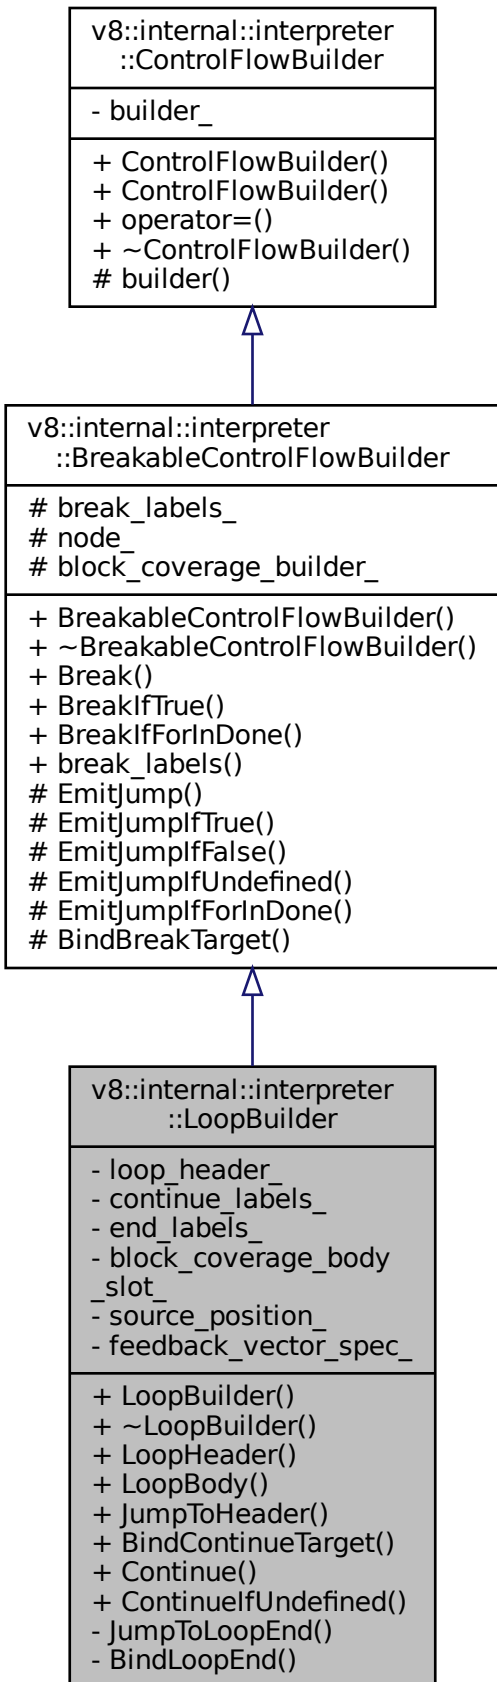 v8::internal::interpreter
::ControlFlowBuilder
- builder_
+ ControlFlowBuilder()
+ ControlFlowBuilder()
+ operator=()
+ ~ControlFlowBuilder()
# builder()
v8::internal::interpreter
::BreakableControlFlowBuilder
# break_labels_
# node_
# block_coverage_builder_
+ BreakableControlFlowBuilder()
+ ~BreakableControlFlowBuilder()
+ Break()
+ BreakIfTrue()
+ BreakIfForInDone()
+ break_labels()
# EmitJump()
# EmitJumpIfTrue()
# EmitJumpIfFalse()
# EmitJumpIfUndefined()
# EmitJumpIfForInDone()
# BindBreakTarget()
v8::internal::interpreter
::LoopBuilder
- loop_header_
- continue_labels_
- end_labels_
- block_coverage_body
_slot_
- source_position_
- feedback_vector_spec_
+ LoopBuilder()
+ ~LoopBuilder()
+ LoopHeader()
+ LoopBody()
+ JumpToHeader()
+ BindContinueTarget()
+ Continue()
+ ContinueIfUndefined()
- JumpToLoopEnd()
- BindLoopEnd()